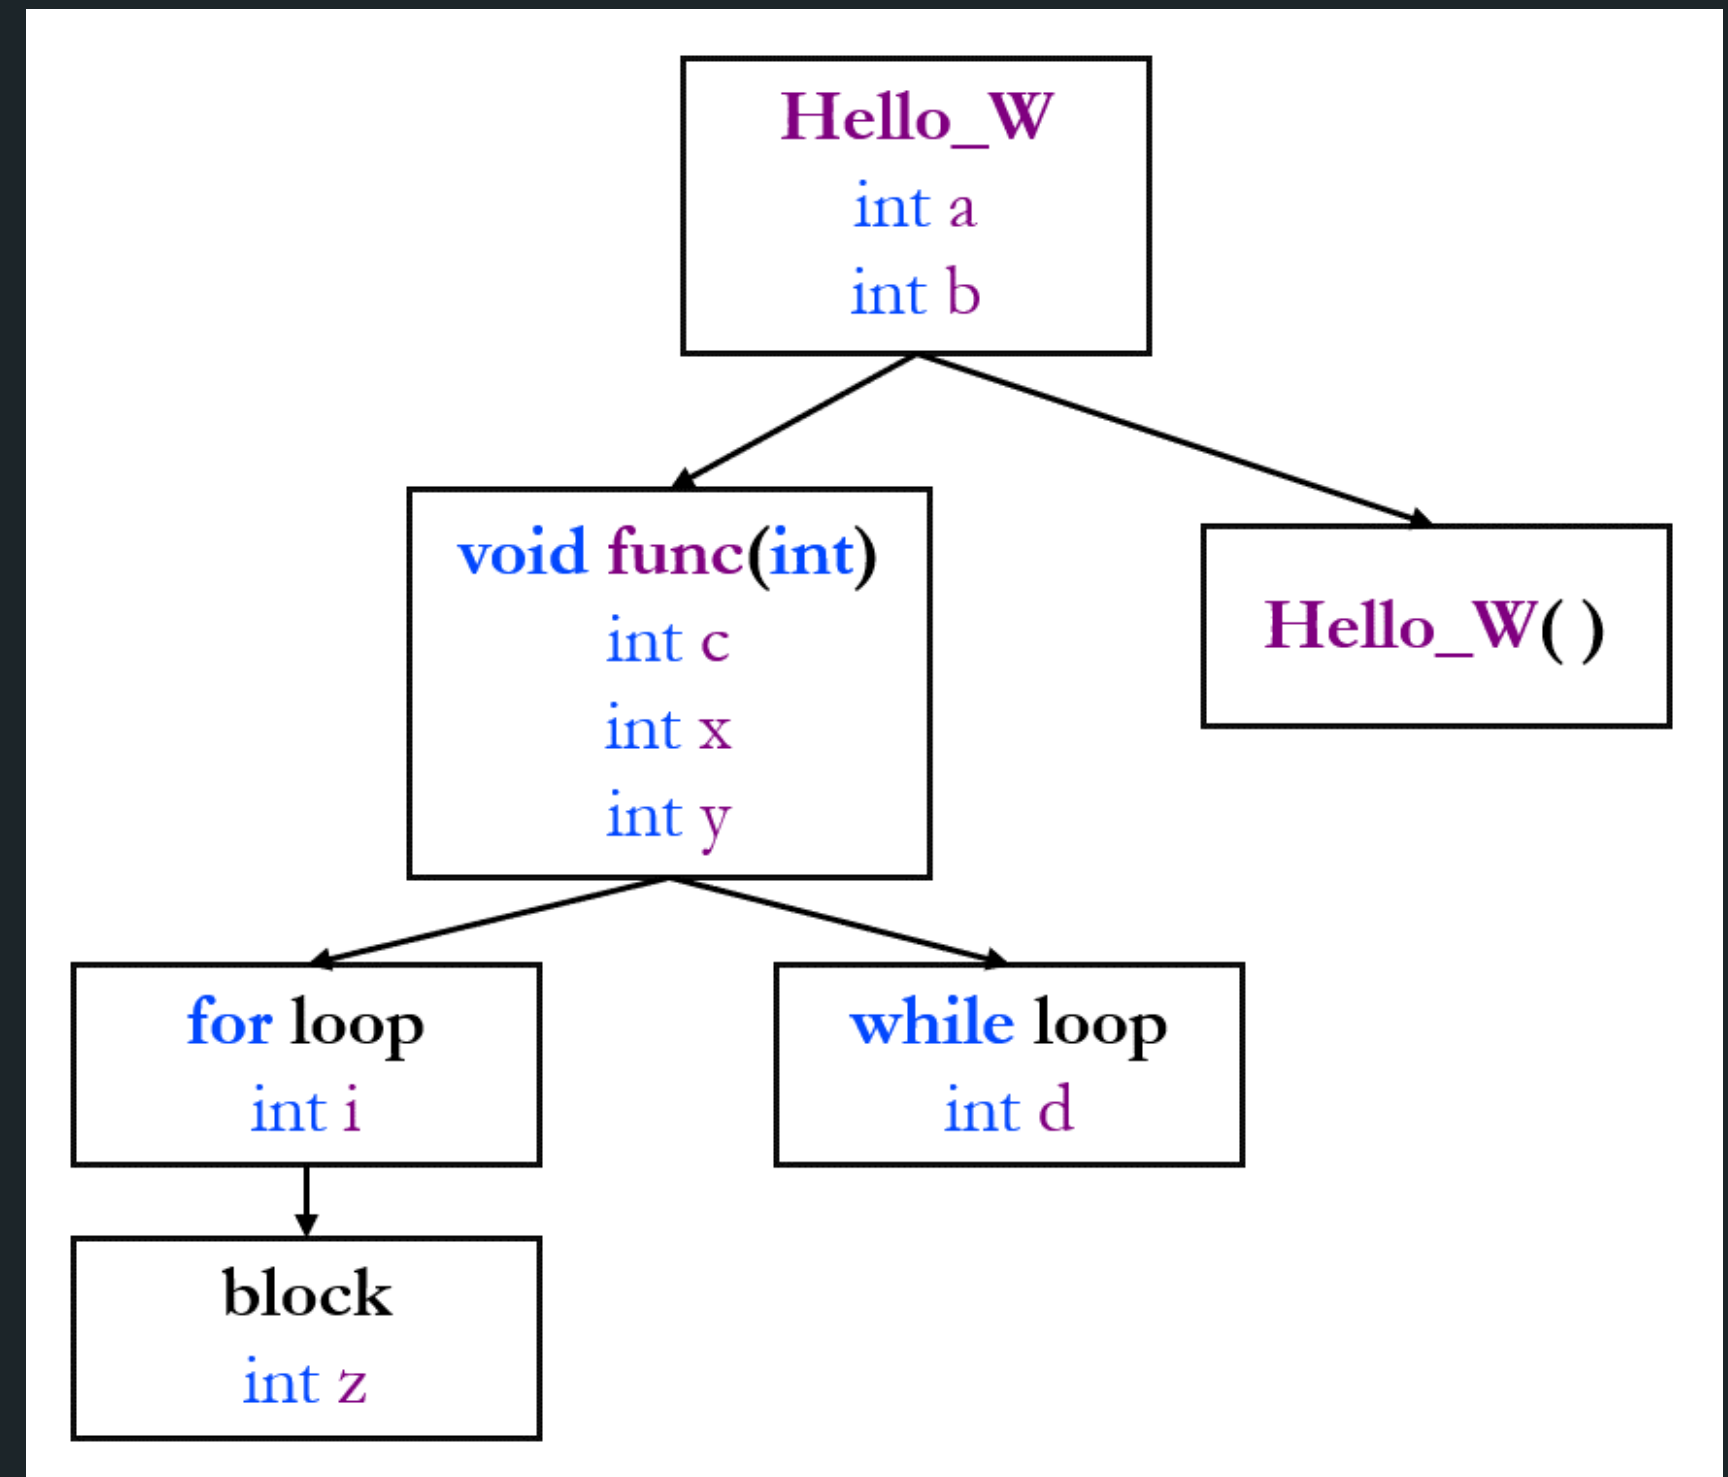 Hello_W
int a
int b
void func(int)
int c
int x
int y
Hello_W( )
for loop
int i
while loop
int d
block
int z